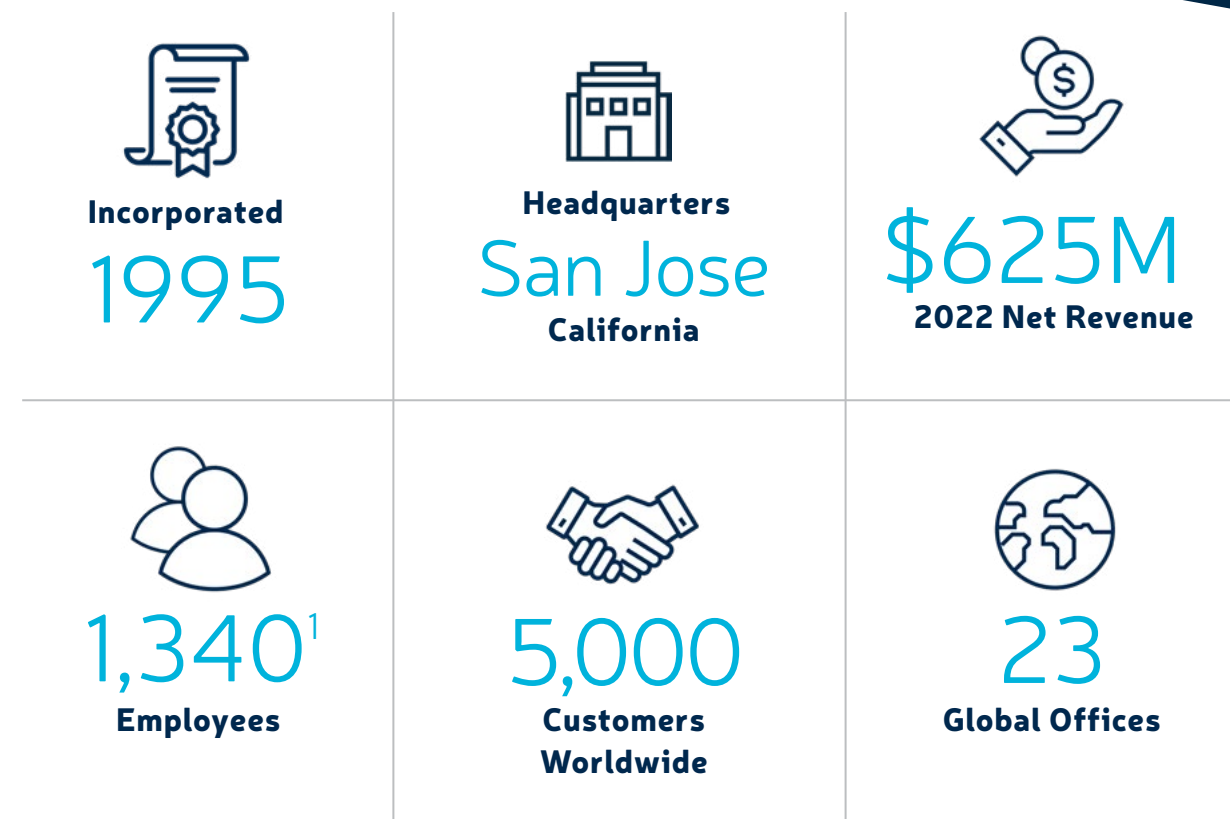 Incorporated
1995
Headquarters
San Jose
California
$
$625M
2022 Net Revenue
1,340¹
Employees
5,000
Customers
Worldwide
23
Global Offices